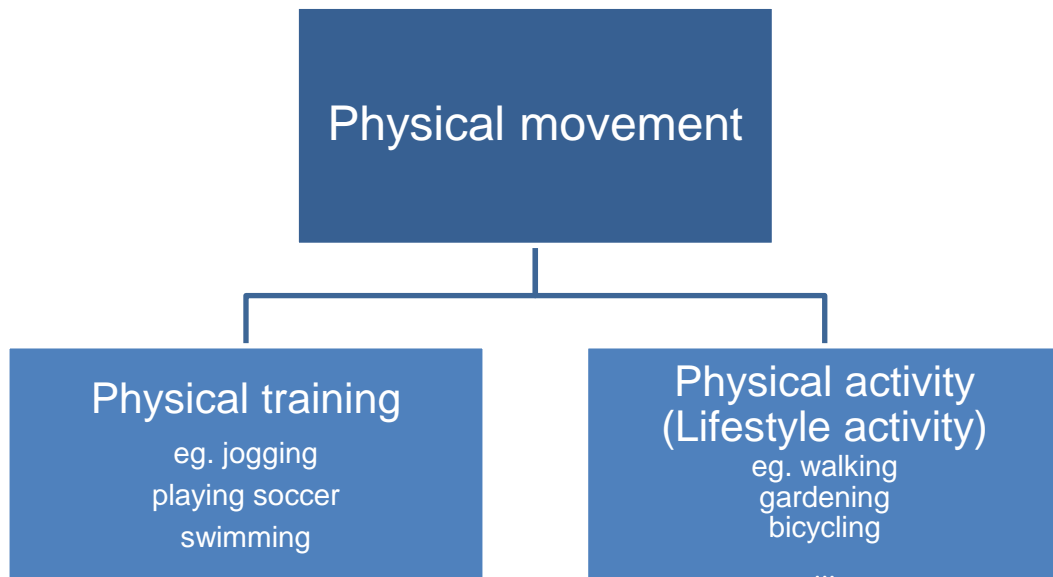 Physical movement
Physical training
eg. jogging
playing soccer
swimming
Physical activity
(Lifestyle activity)
eg. walking
gardening
bicycling